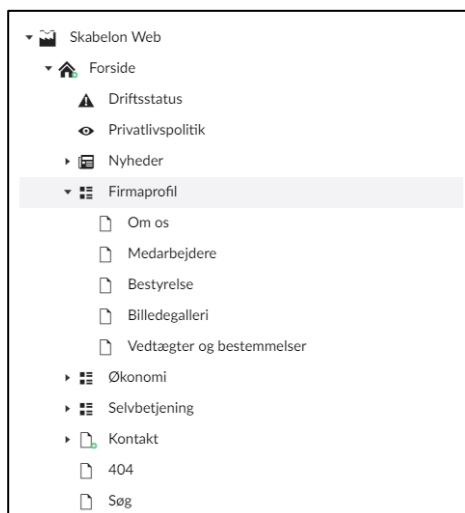 Skabelon Web
Forside
Driftsstatus
Privatlivspolitik
Nyheder
Firmaprofil
Om os
Medarbejdere
Bestyrelse
Billedegalleri
Vedtægter og bestemmelser
Økonomi
Selvbetjening
Kontakt
404
Søg